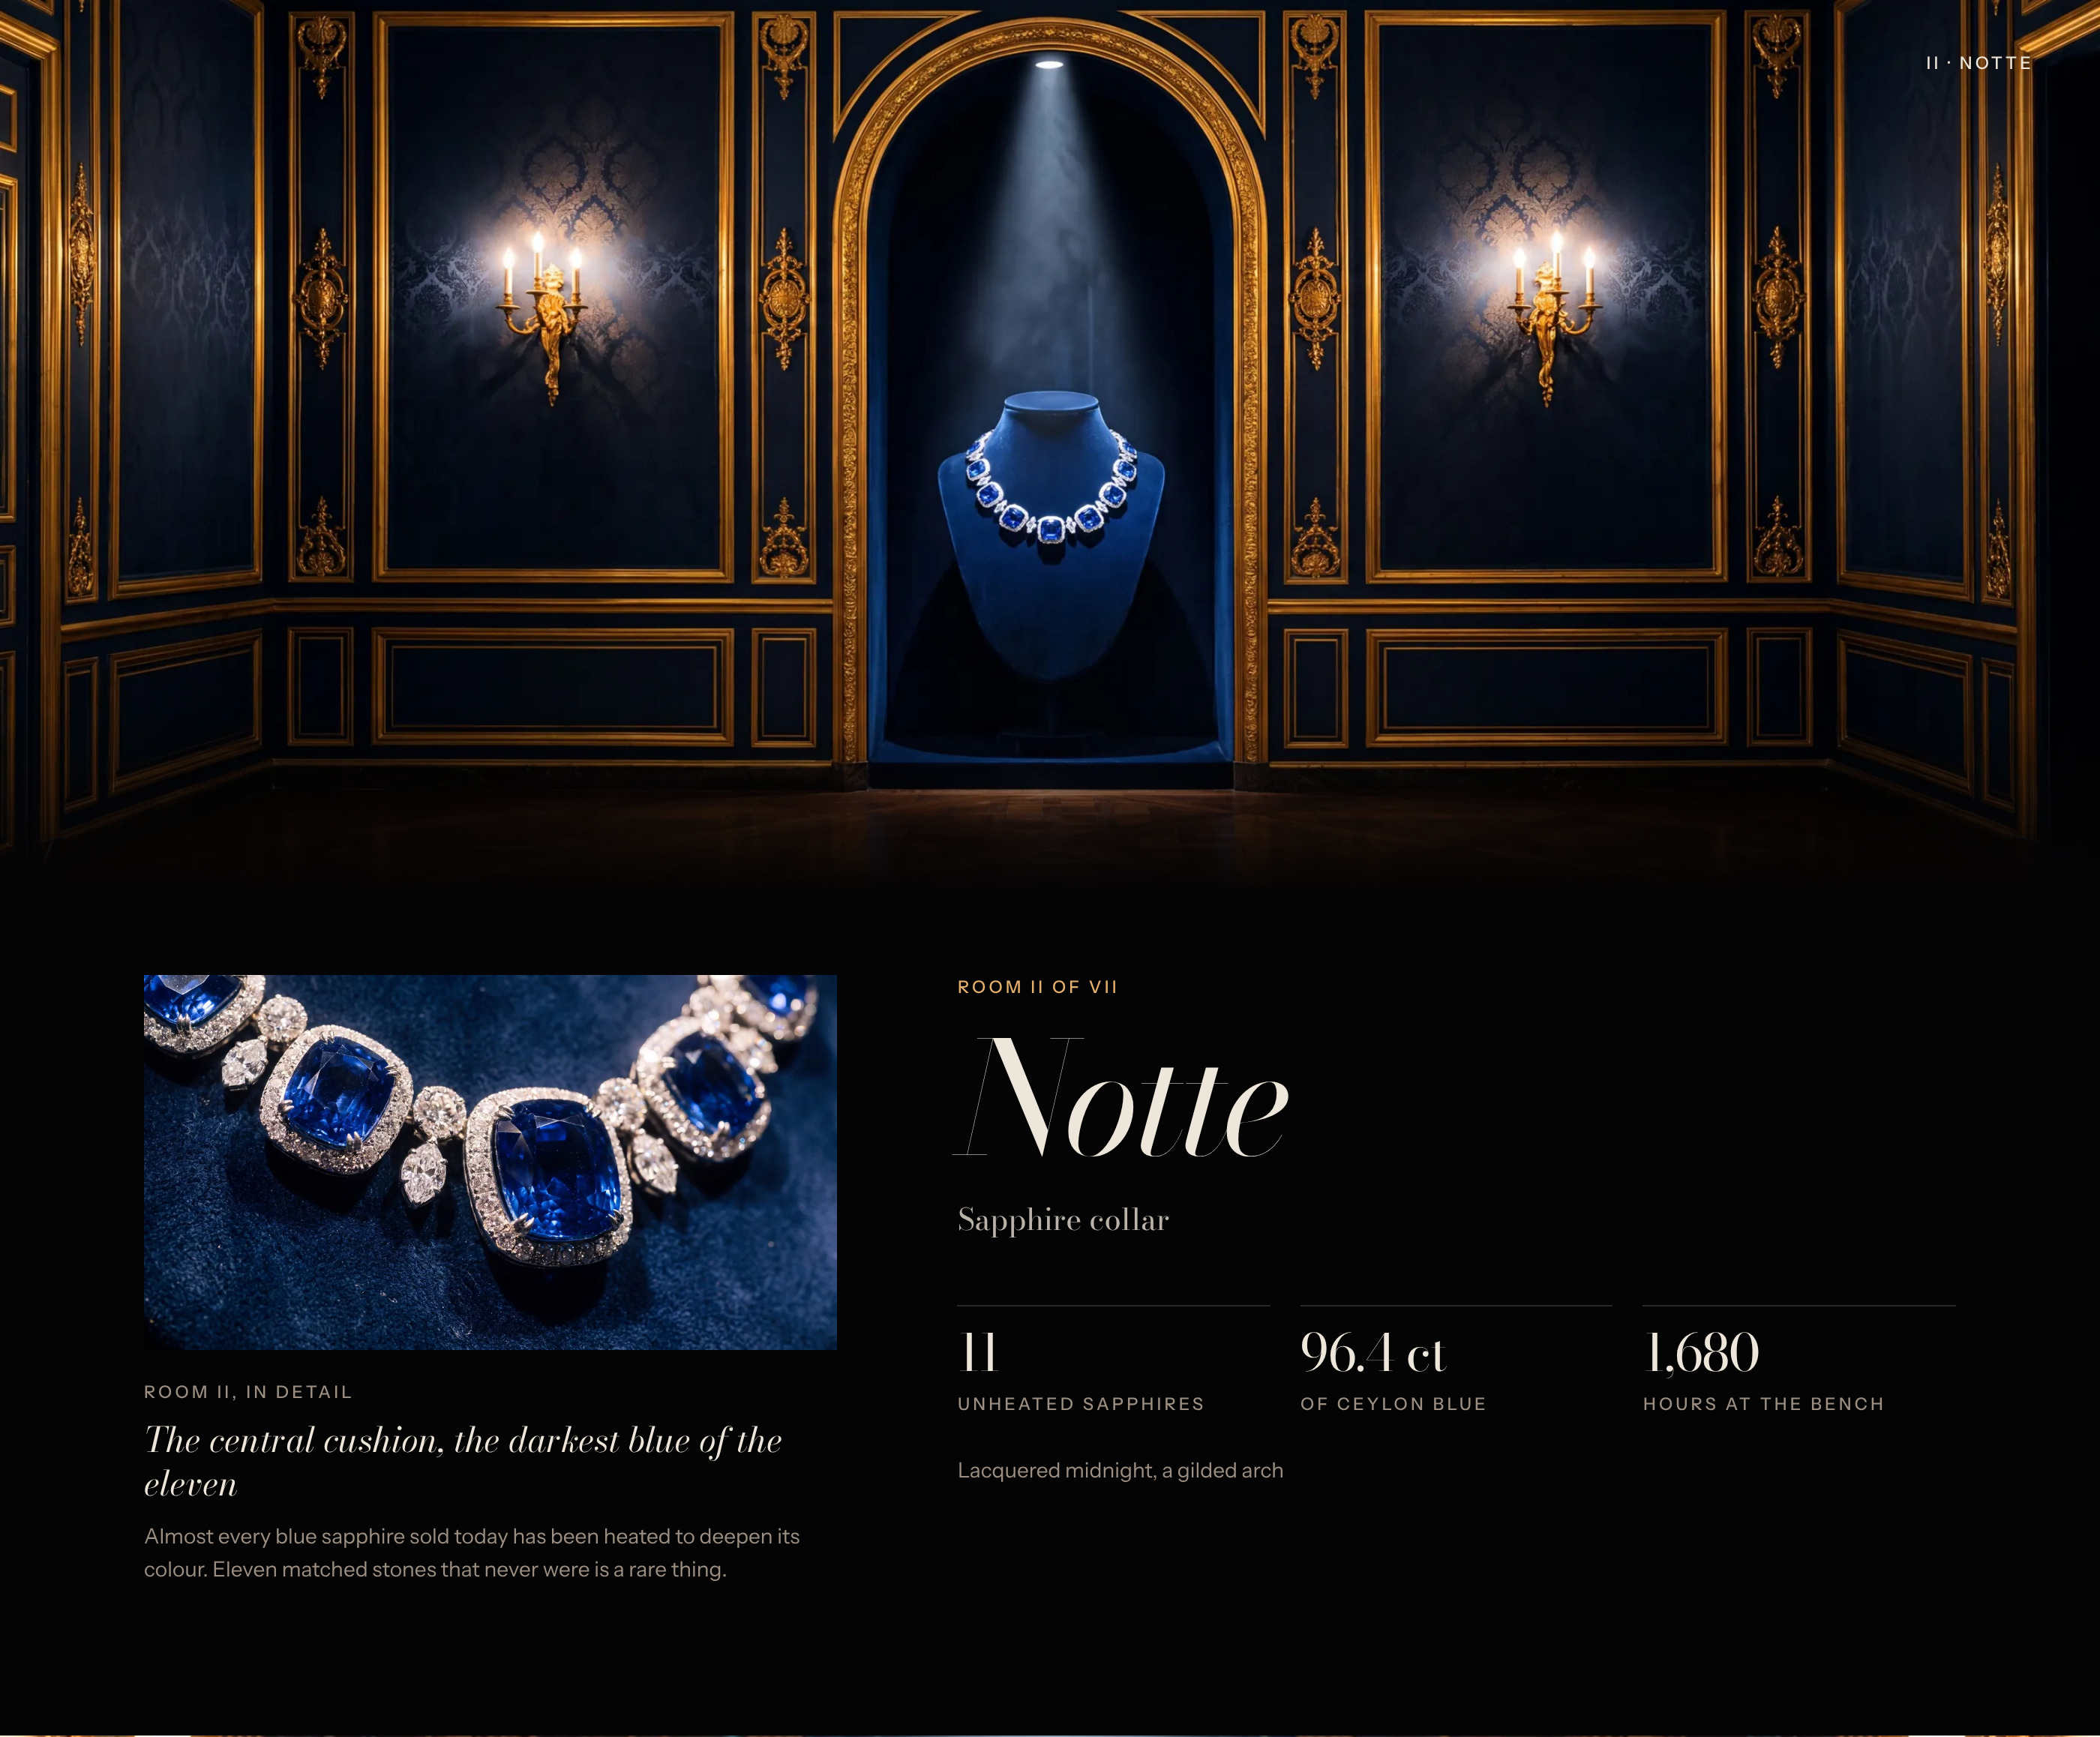 II · NOTTE
ROOM II OF VII
Notte
Sapphire collar
11
UNHEATED SAPPHIRES
96.4 ct
OF CEYLON BLUE
1,680
HOURS AT THE BENCH
Lacquered midnight, a gilded arch
ROOM II, IN DETAIL
The central cushion, the darkest blue of the
eleven
Almost every blue sapphire sold today has been heated to deepen its
colour. Eleven matched stones that never were is a rare thing.